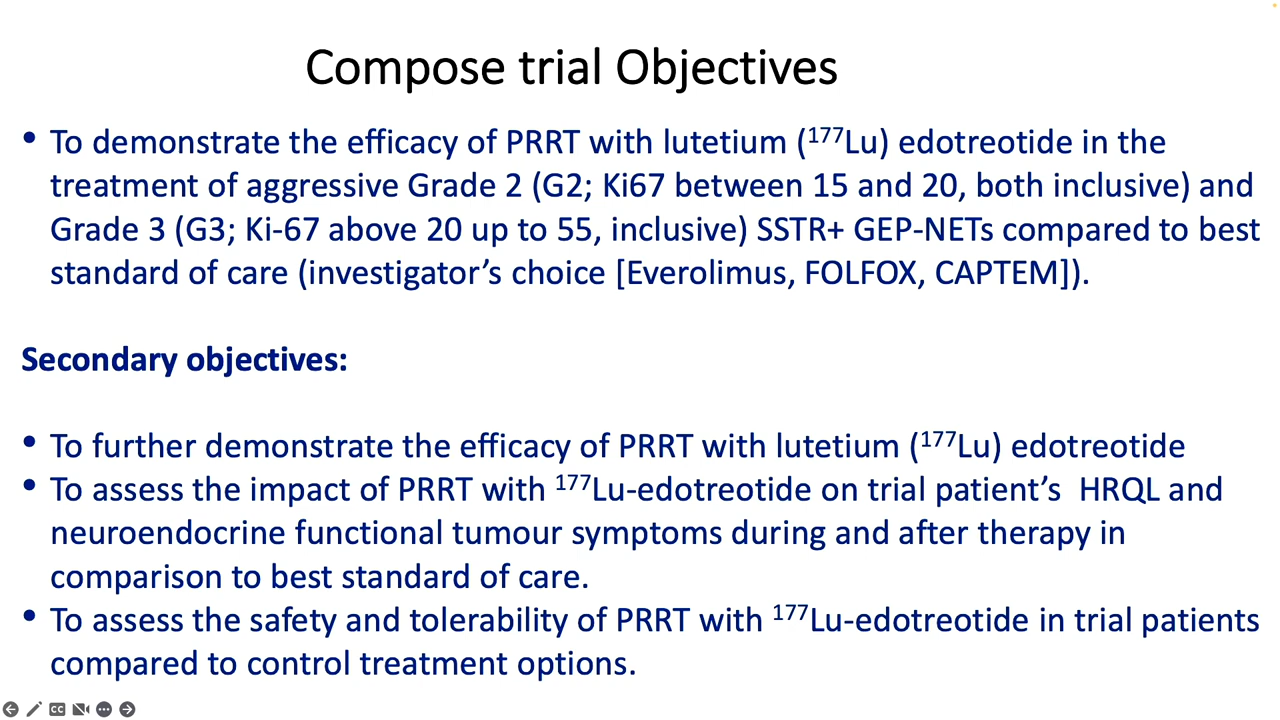 Compose trial Objectives
• To demonstrate the efficacy of PRRT with lutetium (¹⁷⁷Lu) edotreotide in the
treatment of aggressive Grade 2 (G2; Ki67 between 15 and 20, both inclusive) and
Grade 3 (G3; Ki-67 above 20 up to 55, inclusive) SSTR+ GEP-NETs compared to best
standard of care (investigator’s choice [Everolimus, FOLFOX, CAPTEM]).
Secondary objectives:
• To further demonstrate the efficacy of PRRT with lutetium (¹⁷⁷Lu) edotreotide
• To assess the impact of PRRT with ¹⁷⁷Lu-edotreotide on trial patient’s  HRQL and
neuroendocrine functional tumour symptoms during and after therapy in
comparison to best standard of care.
• To assess the safety and tolerability of PRRT with ¹⁷⁷Lu-edotreotide in trial patients
compared to control treatment options.
CC